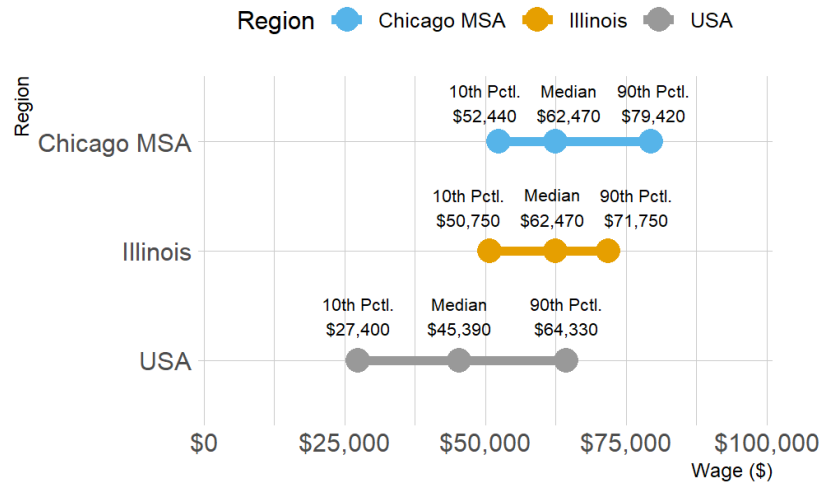 Region Chicago MSA Illinois USA
Region
10th Pctl. Median 90th Pctl.
$52,440 $62,470 $79,420
Chicago MSA
10th Pctl. Median 90th Pctl.
$50,750 $62,470 $71,750
Illinois
10th Pctl. Median 90th Pctl.
$27,400 $45,390 $64,330
USA
$0 $25,000 $50,000 $75,000 $100,000
Wage ($)